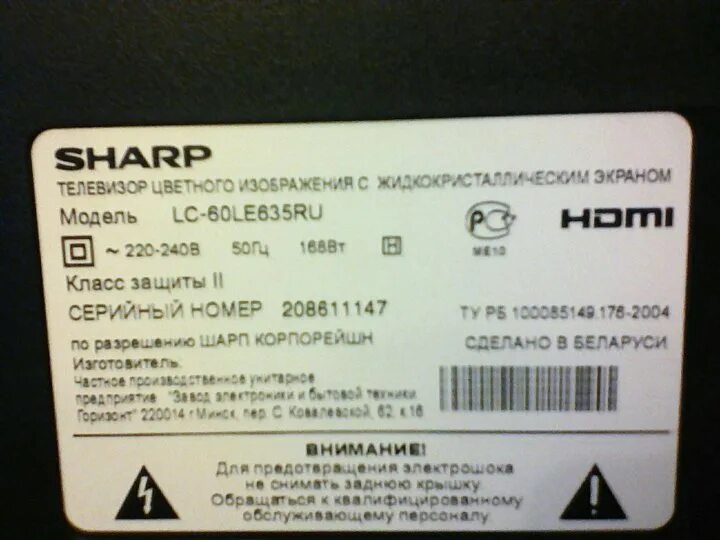 SHARP
ТЕЛЕВИЗОР ЦВЕТНОГО ИЗОБРАЖЕНИЯ С ЖИДКОКРИСТАЛЛИЧЕСКИМ ЭКРАНОМ
Модель LC-60LE635RU
РС HDMI
~ 220-240В 50Гц 168Вт Н
МЕ10
Класс защиты II
СЕРИЙНЫЙ НОМЕР 208611147
ТУ РБ 100085149.176-2004
по разрешению ШАРП КОРПОРЕЙШН
СДЕЛАНО В БЕЛАРУСИ
Изготовитель:
Частное производственное унитарное
предприятие "Завод электроники и бытовой техники
Горизонт" 220014 г Минск, пер. С. Ковалевской, 62, к.16
ВНИМАНИЕ!
Для предотвращения электрошока
не снимать заднюю крышку.
Обращаться к квалифицированному
обслуживающему персоналу.